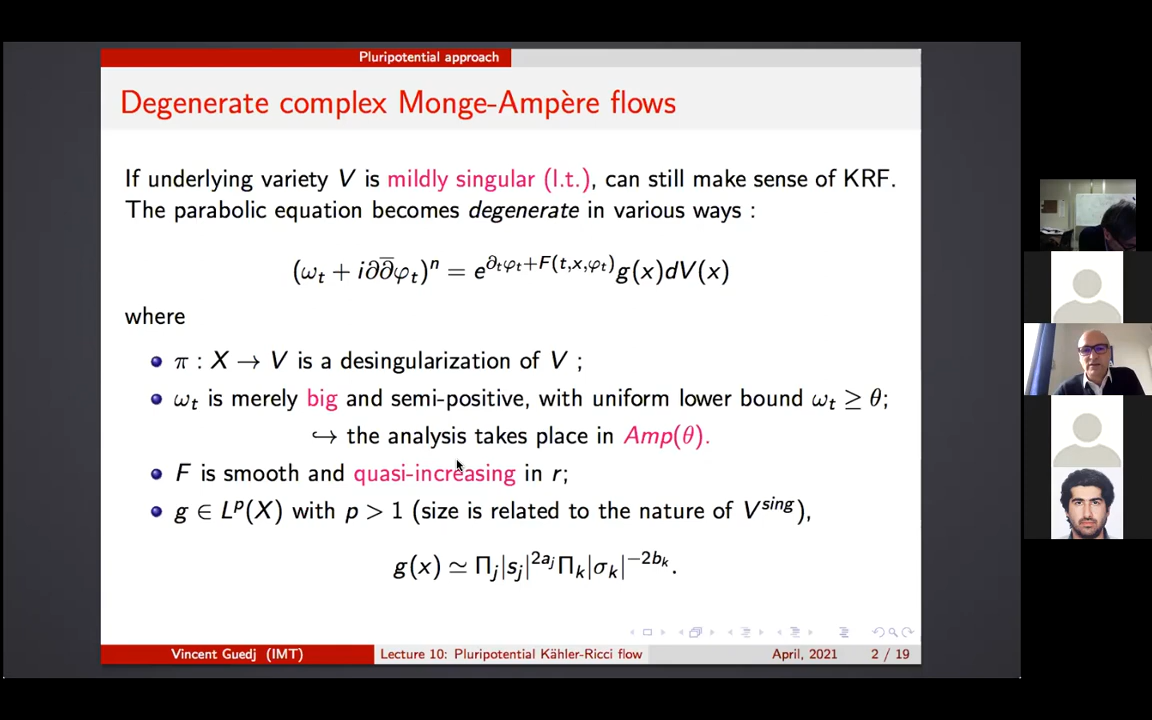 Pluripotential approach
Degenerate complex Monge-Ampère flows
If underlying variety V is mildly singular (l.t.), can still make sense of KRF.
The parabolic equation becomes degenerate in various ways :
(ω_t + i∂∂̅φ_t)^n = e^{∂_tφ_t+F(t,x,φ_t)} g(x)dV(x)
where
π : X → V is a desingularization of V ;
ω_t is merely big and semi-positive, with uniform lower bound ω_t ≥ θ;
↪ the analysis takes place in Amp(θ).
F is smooth and quasi-increasing in r;
g ∈ L^p(X) with p > 1 (size is related to the nature of V^{sing}),
g(x) ≃ Π_j|s_j|^{2a_j}Π_k|σ_k|^{−2b_k}.
Vincent Guedj (IMT) Lecture 10: Pluripotential Kähler-Ricci flow April, 2021 2 / 19